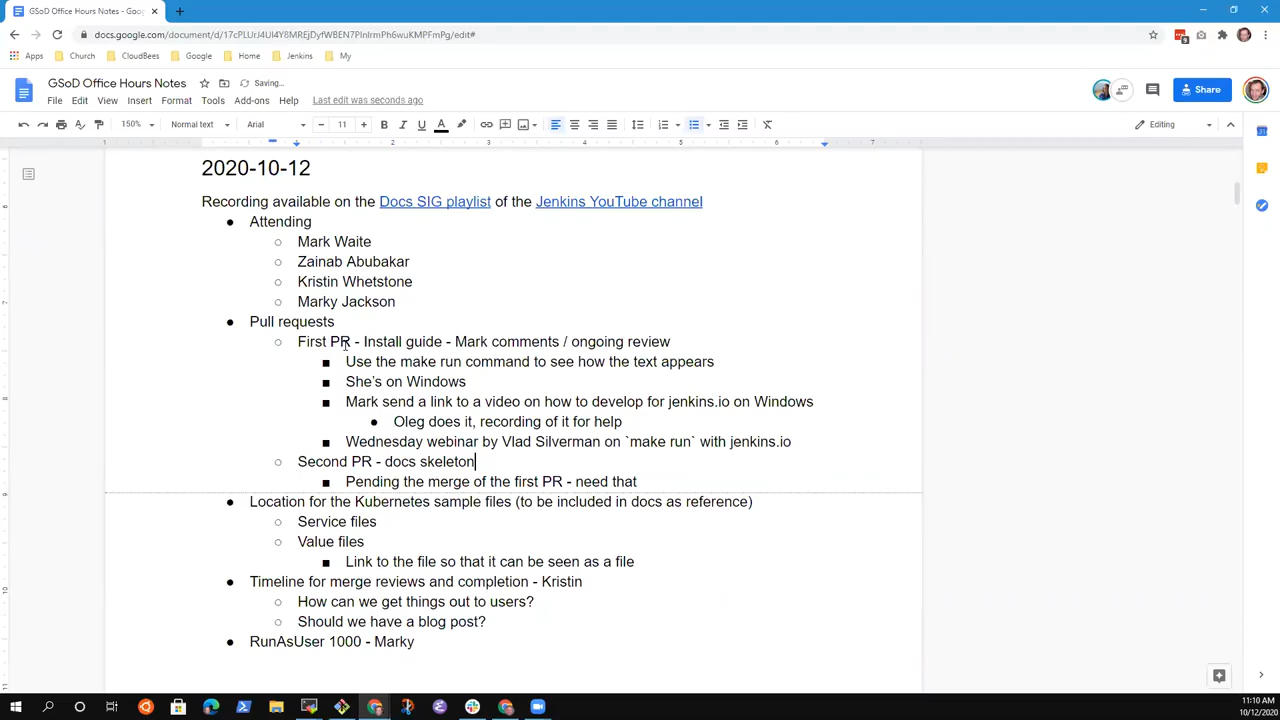 GSoD Office Hours Notes - Goog
docs.google.com/document/d/17cPLUrJ4Ul4Y8MREjDyfWBEN7PlnIrmPh6wuKMPFmPg/edit#
Apps Church CloudBees Google Home Jenkins My
GSoD Office Hours Notes Saving...
File Edit View Insert Format Tools Add-ons Help Last edit was seconds ago
Share
150% Normal text Arial 11 Editing
1 2 3 4 5 6 7
2020-10-12
Recording available on the Docs SIG playlist of the Jenkins YouTube channel
Attending
Mark Waite
Zainab Abubakar
Kristin Whetstone
Marky Jackson
Pull requests
First PR - Install guide - Mark comments / ongoing review
Use the make run command to see how the text appears
She's on Windows
Mark send a link to a video on how to develop for jenkins.io on Windows
Oleg does it, recording of it for help
Wednesday webinar by Vlad Silverman on `make run` with jenkins.io
Second PR - docs skeleton
Pending the merge of the first PR - need that
Location for the Kubernetes sample files (to be included in docs as reference)
Service files
Value files
Link to the file so that it can be seen as a file
Timeline for merge reviews and completion - Kristin
How can we get things out to users?
Should we have a blog post?
RunAsUser 1000 - Marky
11:10 AM
10/12/2020